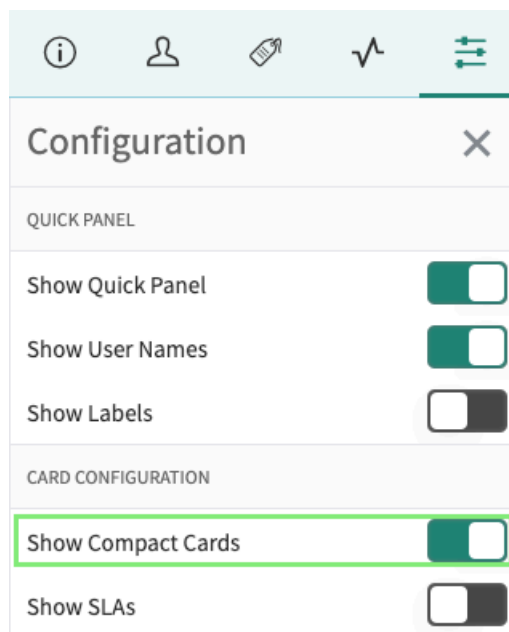 Configuration
QUICK PANEL
Show Quick Panel
Show User Names
Show Labels
CARD CONFIGURATION
Show Compact Cards
Show SLAs